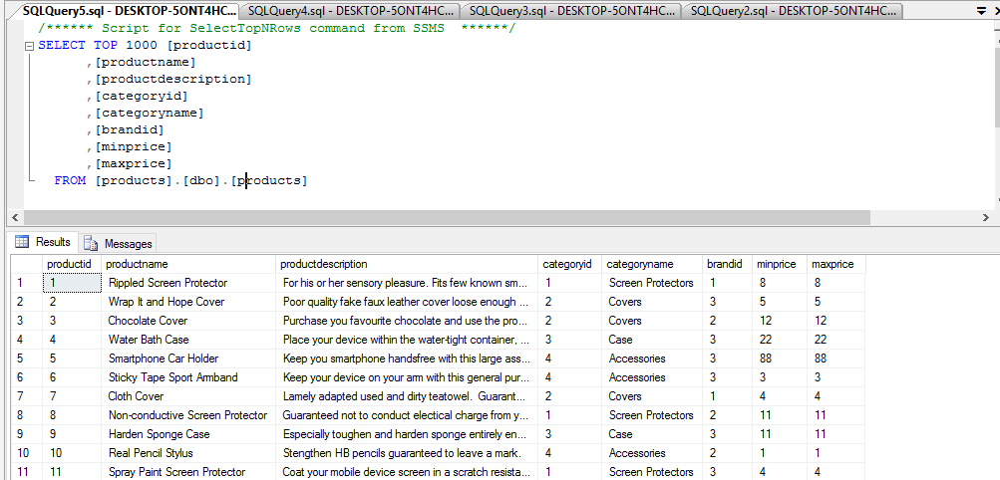 SQLQuery5.sql - DESKTOP-5ONT4HC... SQLQuery4.sql - DESKTOP-5ONT4HC... SQLQuery3.sql - DESKTOP-5ONT4HC... SQLQuery2.sql - DESKTOP-5ONT4HC...
/****** Script for SelectTopNRows command from SSMS ******/
SELECT TOP 1000 [productid]
,[productname]
,[productdescription]
,[categoryid]
,[categoryname]
,[brandid]
,[minprice]
,[maxprice]
FROM [products].[dbo].[products]
Results Messages
productid productname productdescription categoryid categoryname brandid minprice maxprice
1 1 Rippled Screen Protector For his or her sensory pleasure. Fits few known sm... 1 Screen Protectors 1 8 8
2 2 Wrap It and Hope Cover Poor quality fake faux leather cover loose enough ... 2 Covers 3 5 5
3 3 Chocolate Cover Purchase you favourite chocolate and use the pro... 2 Covers 2 12 12
4 4 Water Bath Case Place your device within the water-tight container, ... 3 Case 3 22 22
5 5 Smartphone Car Holder Keep you smartphone handsfree with this large ass... 4 Accessories 3 88 88
6 6 Sticky Tape Sport Armband Keep your device on your arm with this general pur... 4 Accessories 3 3 3
7 7 Cloth Cover Lamely adapted used and dirty teatowel. Guarant... 2 Covers 1 4 4
8 8 Non-conductive Screen Protector Guaranteed not to conduct electical charge from y... 1 Screen Protectors 2 11 11
9 9 Harden Sponge Case Especially toughen and harden sponge entirely en... 3 Case 3 11 11
10 10 Real Pencil Stylus Stengthen HB pencils guaranteed to leave a mark. 4 Accessories 2 1 1
11 11 Spray Paint Screen Protector Coat your mobile device screen in a scratch resista... 1 Screen Protectors 3 4 4